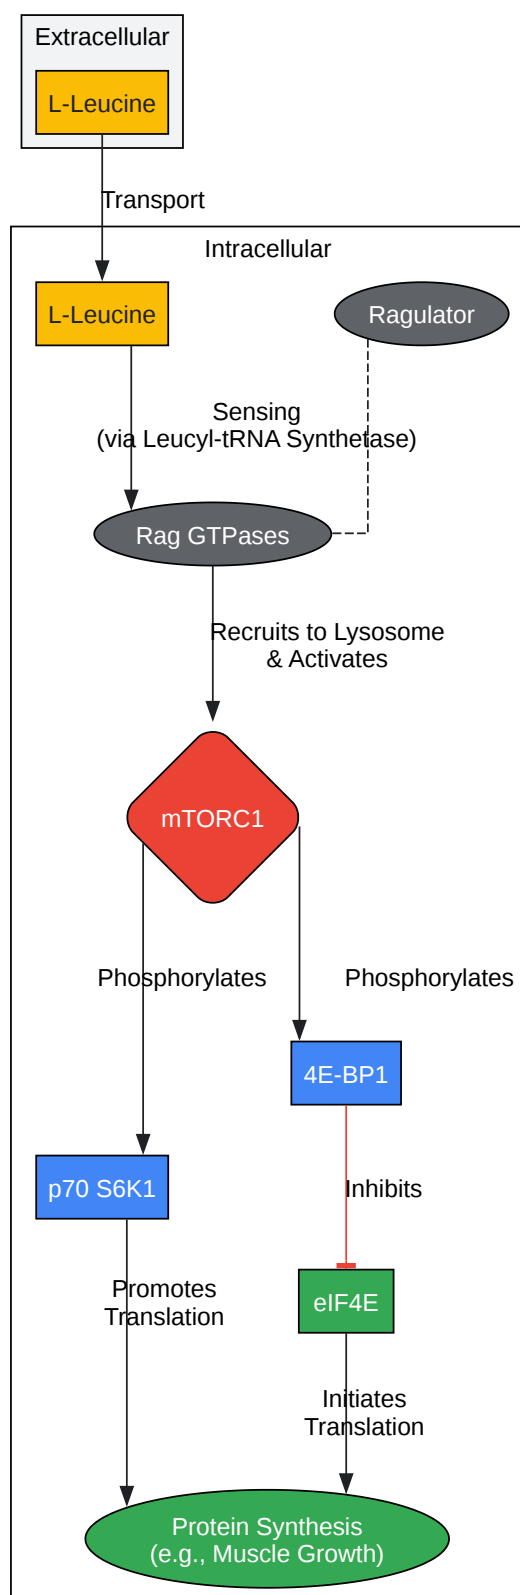 Extracellular
L-Leucine
Transport
Intracellular
L-Leucine
Ragulator
Sensing
(via Leucyl-tRNA Synthetase)
Rag GTPases
Recruits to Lysosome
& Activates
mTORC1
Phosphorylates
Phosphorylates
4E-BP1
p70 S6K1
Inhibits
Promotes
Translation
eIF4E
Initiates
Translation
Protein Synthesis
(e.g., Muscle Growth)